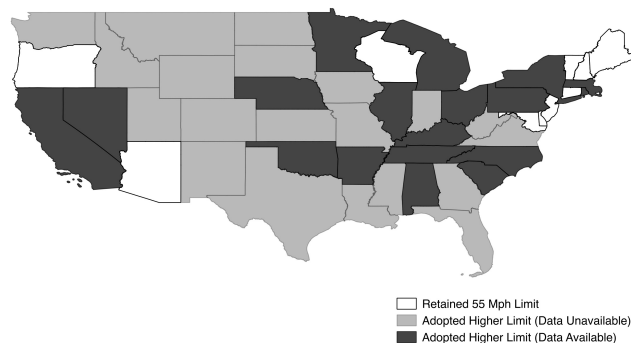 Retained 55 Mph Limit
Adopted Higher Limit (Data Unavailable)
Adopted Higher Limit (Data Available)